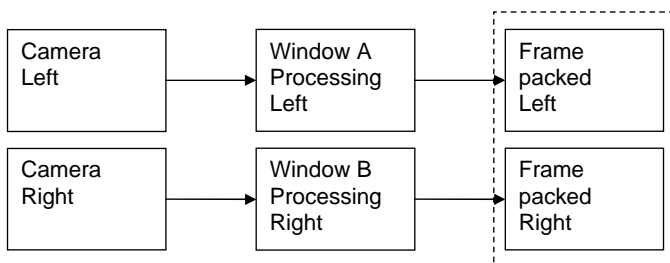 Camera
Left
Window A
Processing
Left
Frame
packed
Left
Camera
Right
Window B
Processing
Right
Frame
packed
Right